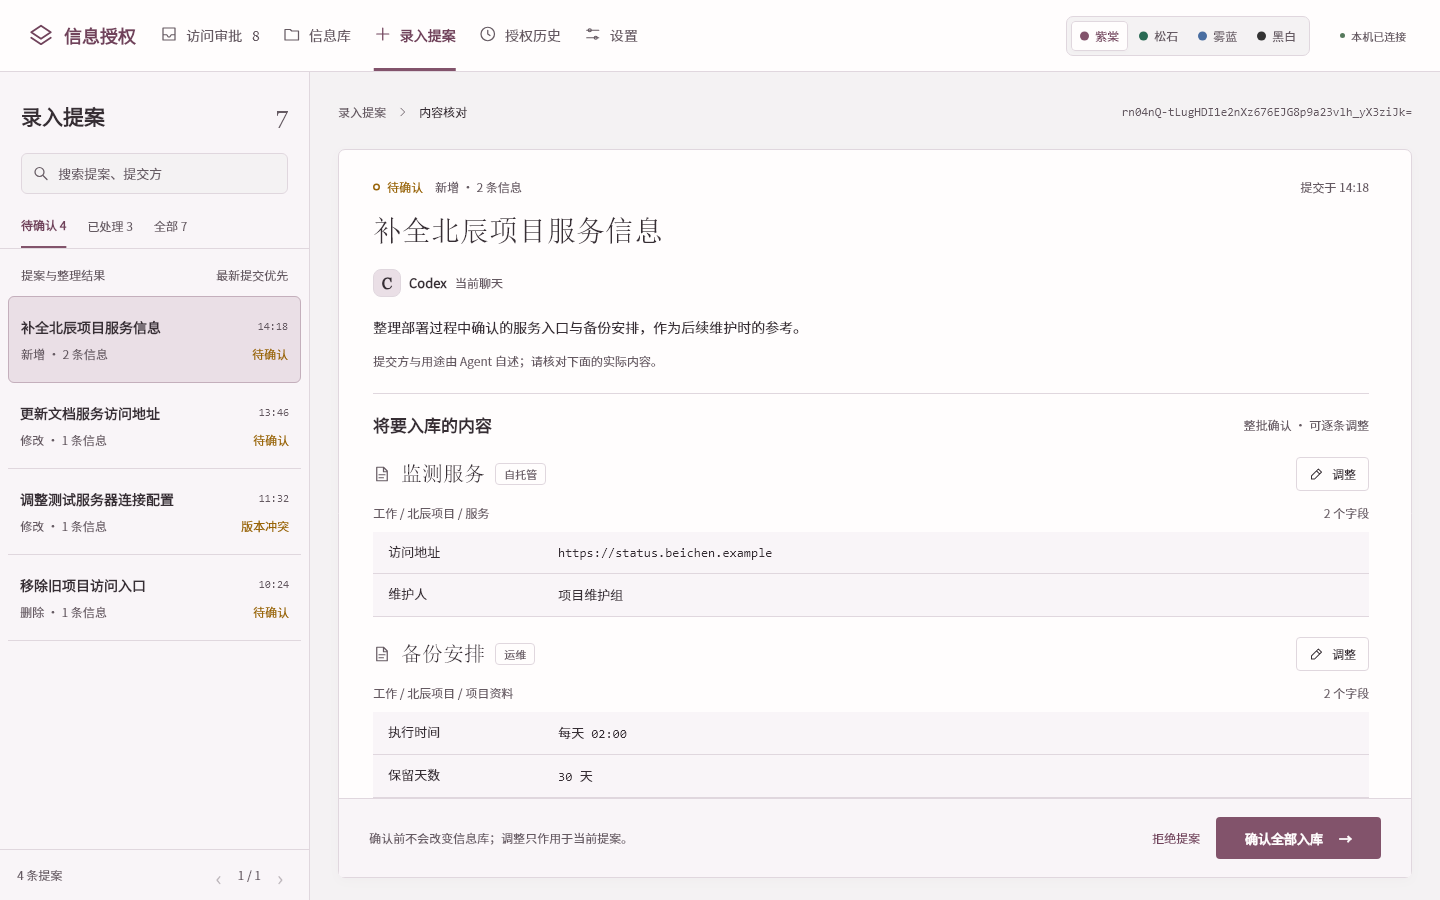 信息授权
访问审批 8
信息库
录入提案
授权历史
设置
紫棠
松石
雾蓝
黑白
本机已连接
录入提案 7
搜索提案、提交方
待确认 4 已处理 3 全部 7
提案与整理结果 最新提交优先
补全北辰项目服务信息 14:18
新增 · 2 条信息 待确认
更新文档服务访问地址 13:46
修改 · 1 条信息 待确认
调整测试服务器连接配置 11:32
修改 · 1 条信息 版本冲突
移除旧项目访问入口 10:24
删除 · 1 条信息 待确认
4 条提案 ‹ 1 / 1 ›
录入提案 > 内容核对
rn04nQ-tLugHDI1e2nXz676EJG8p9a23vlh_yX3ziJk=
待确认 新增 · 2 条信息 提交于 14:18
补全北辰项目服务信息
C Codex 当前聊天
整理部署过程中确认的服务入口与备份安排，作为后续维护时的参考。
提交方与用途由 Agent 自述；请核对下面的实际内容。
将要入库的内容 整批确认 · 可逐条调整
监测服务 自托管 调整
工作 / 北辰项目 / 服务 2 个字段
访问地址 https://status.beichen.example
维护人 项目维护组
备份安排 运维 调整
工作 / 北辰项目 / 项目资料 2 个字段
执行时间 每天 02:00
保留天数 30 天
确认前不会改变信息库；调整只作用于当前提案。 拒绝提案 确认全部入库 →